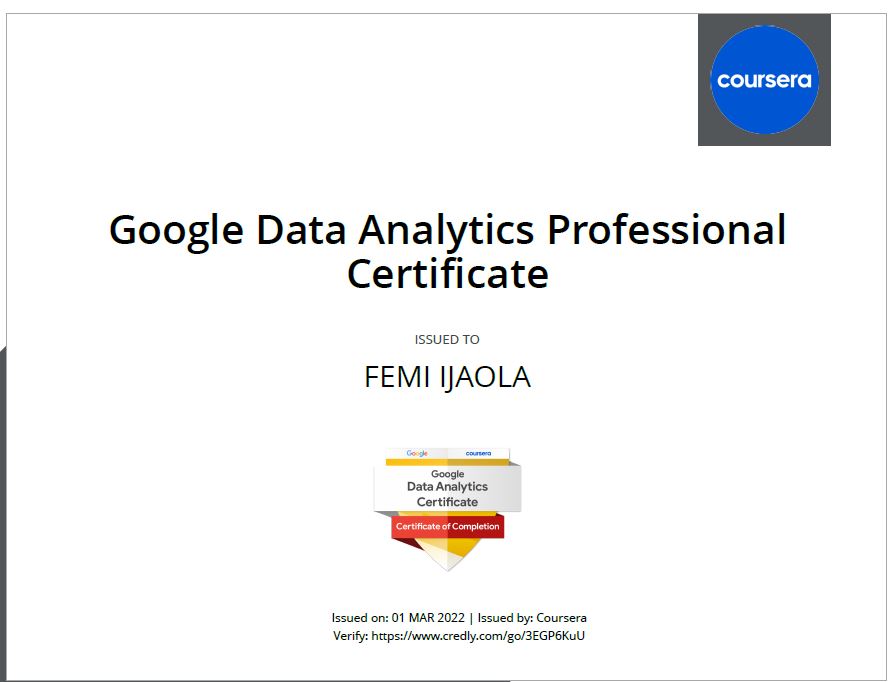 coursera
Google Data Analytics Professional
Certificate
ISSUED TO
FEMI IJAOLA
Google coursera
Google
Data Analytics
Certificate
Certificate of Completion
Issued on: 01 MAR 2022 | Issued by: Coursera
Verify: https://www.credly.com/go/3EGP6KuU